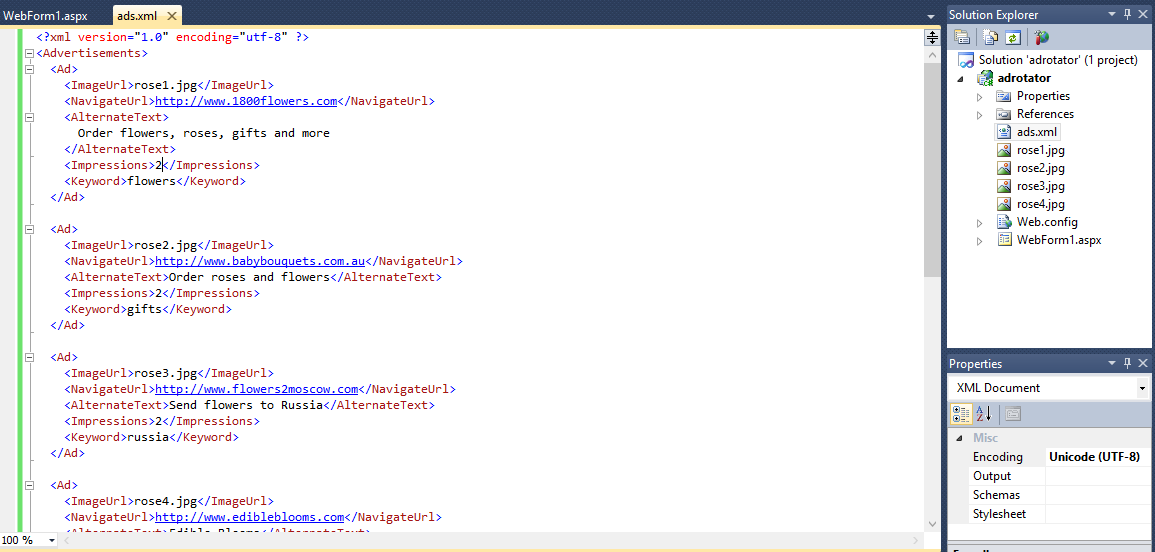 WebForm1.aspx ads.xml
<?xml version="1.0" encoding="utf-8" ?>
<Advertisements>
<Ad>
<ImageUrl>rose1.jpg</ImageUrl>
<NavigateUrl>http://www.1800flowers.com</NavigateUrl>
<AlternateText>
Order flowers, roses, gifts and more
</AlternateText>
<Impressions>2</Impressions>
<Keyword>flowers</Keyword>
</Ad>
<Ad>
<ImageUrl>rose2.jpg</ImageUrl>
<NavigateUrl>http://www.babybouquets.com.au</NavigateUrl>
<AlternateText>Order roses and flowers</AlternateText>
<Impressions>2</Impressions>
<Keyword>gifts</Keyword>
</Ad>
<Ad>
<ImageUrl>rose3.jpg</ImageUrl>
<NavigateUrl>http://www.flowers2moscow.com</NavigateUrl>
<AlternateText>Send flowers to Russia</AlternateText>
<Impressions>2</Impressions>
<Keyword>russia</Keyword>
</Ad>
<Ad>
<ImageUrl>rose4.jpg</ImageUrl>
<NavigateUrl>http://www.edibleblooms.com</NavigateUrl>
<AlternateText>Edible Blooms</AlternateText>
100 %
Solution Explorer
Solution 'adrotator' (1 project)
adrotator
Properties
References
ads.xml
rose1.jpg
rose2.jpg
rose3.jpg
rose4.jpg
Web.config
WebForm1.aspx
Properties
XML Document
Misc
Encoding Unicode (UTF-8)
Output
Schemas
Stylesheet